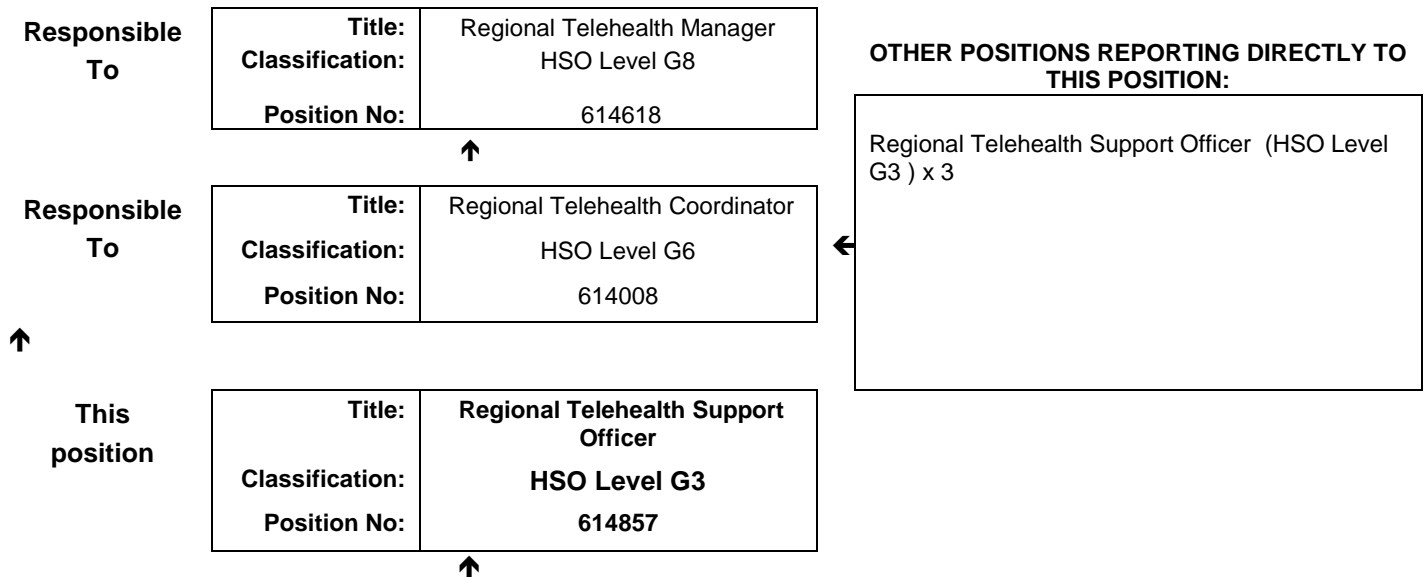 Responsible
To
Title:
Regional Telehealth Manager
Classification:
HSO Level G8
Position No:
614618
OTHER POSITIONS REPORTING DIRECTLY TO
THIS POSITION:
Regional Telehealth Support Officer (HSO Level
G3 ) x 3
Responsible
To
Title:
Regional Telehealth Coordinator
Classification:
HSO Level G6
Position No:
614008
This
position
Title:
Regional Telehealth Support
Officer
Classification:
HSO Level G3
Position No:
614857